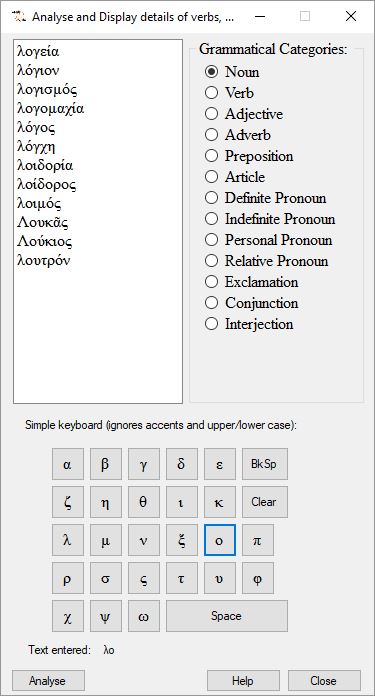 Analyse and Display details of verbs, ...
λογεία
λόγιον
λογισμός
λογομαχία
λόγος
λόγχη
λοιδορία
λοίδορος
λοιμός
Λουκᾶς
Λούκιος
λουτρόν
Grammatical Categories:
Noun
Verb
Adjective
Adverb
Preposition
Article
Definite Pronoun
Indefinite Pronoun
Personal Pronoun
Relative Pronoun
Exclamation
Conjunction
Interjection
Simple keyboard (ignores accents and upper/lower case):
α β γ δ ε BkSp
ζ η θ ι κ Clear
λ μ ν ξ ο π
ρ σ ς τ υ φ
χ ψ ω Space
Text entered: λο
Analyse Help Close